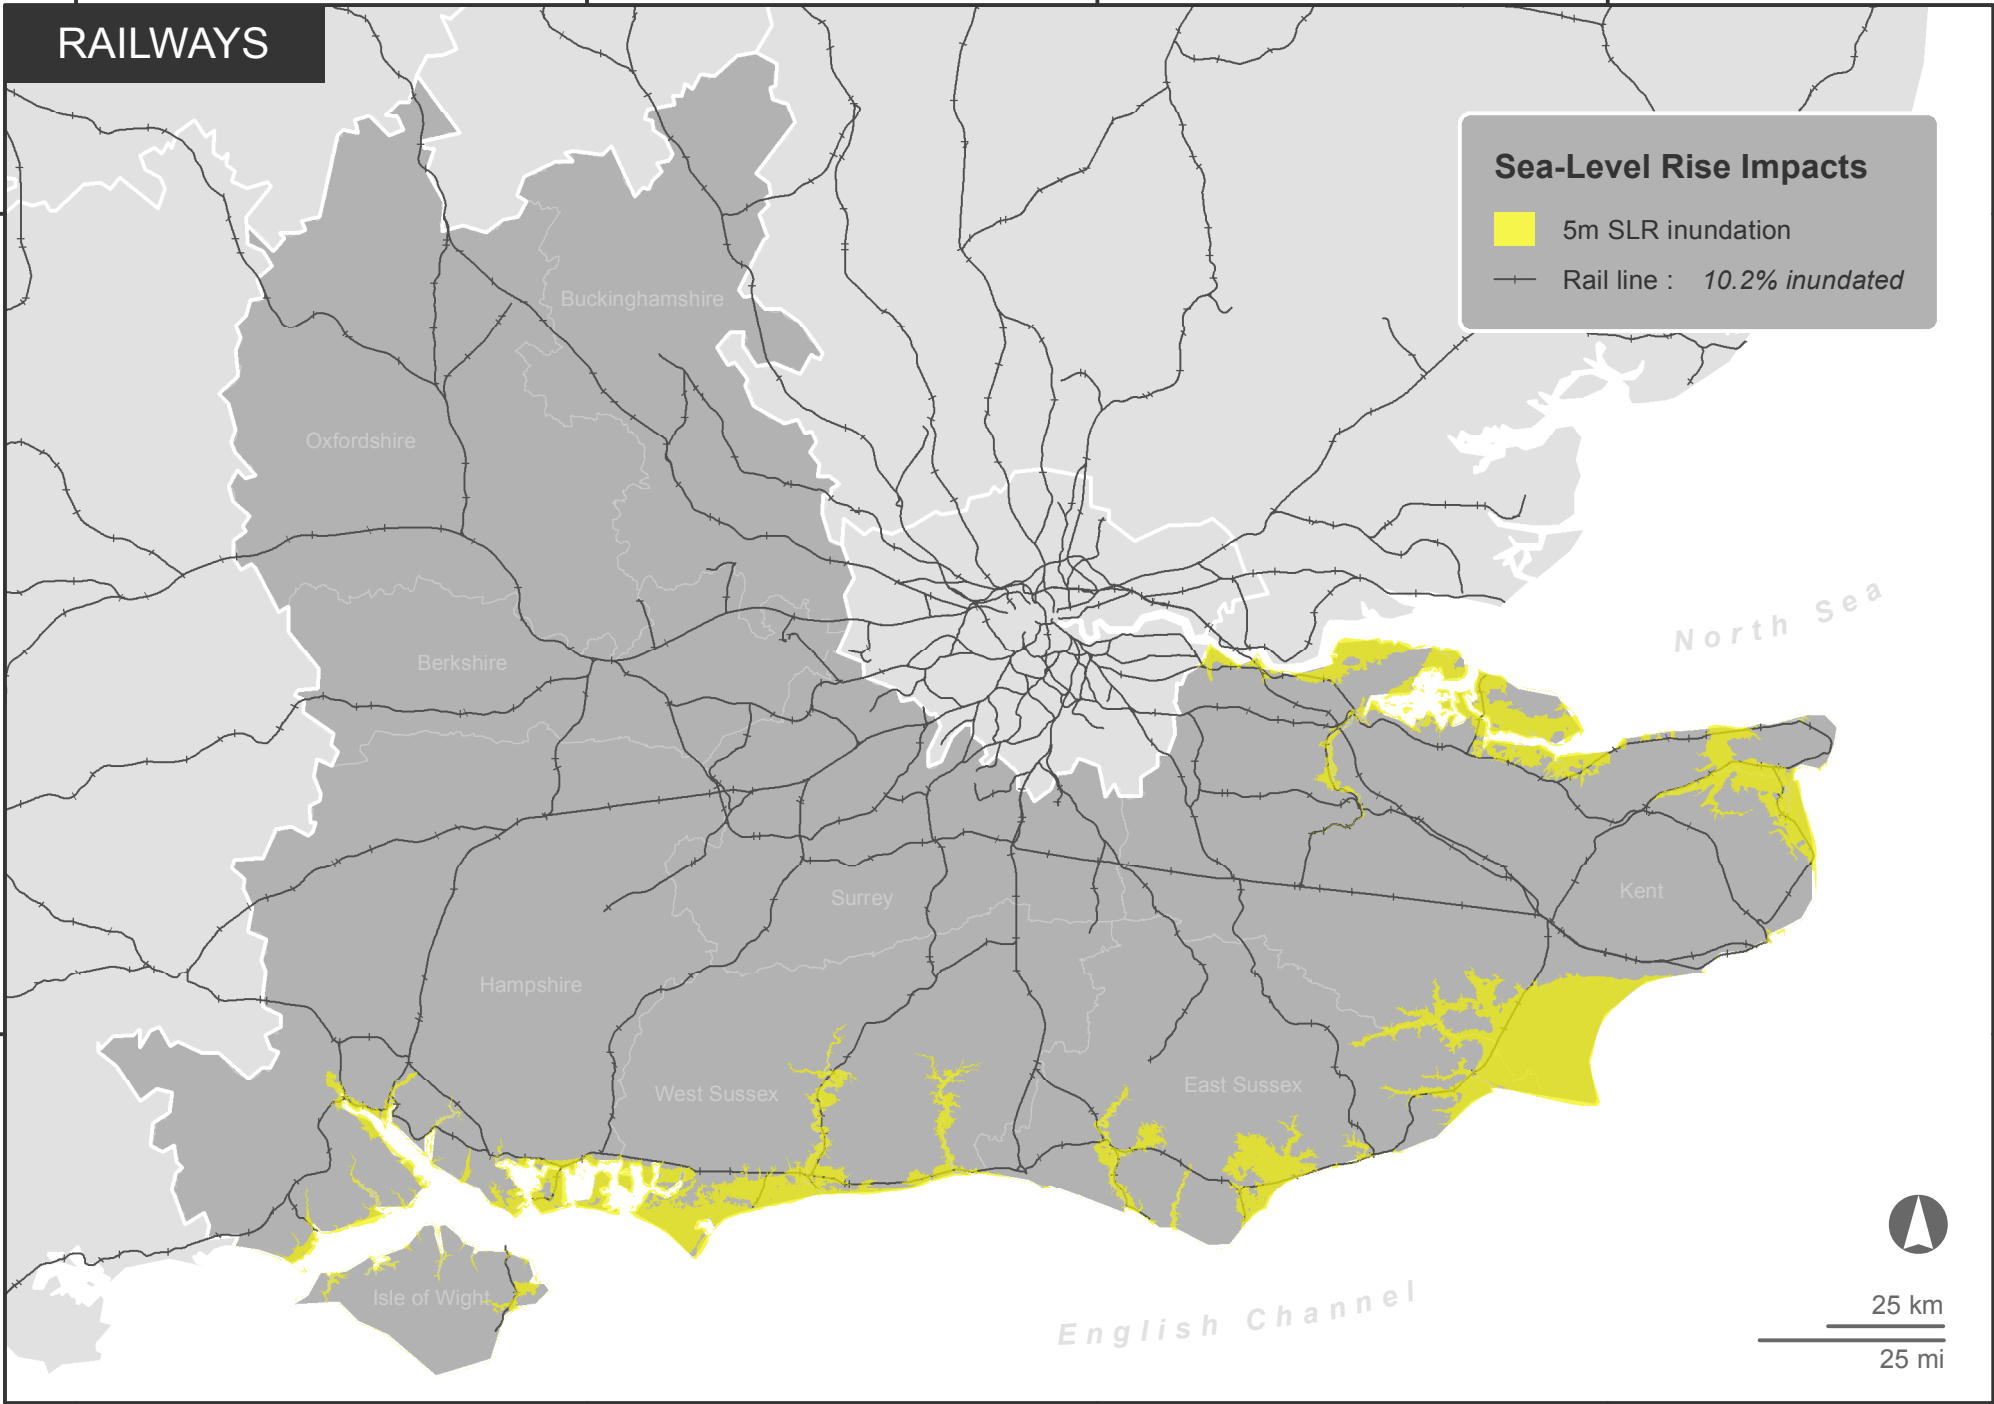 RAILWAYS
Sea-Level Rise Impacts
5m SLR inundation
Rail line : 10.2% inundated
Buckinghamshire
Oxfordshire
North Sea
Berkshire
Kent
Surrey
Hampshire
West Sussex
East Sussex
Isle of Wight
English Channel
25 km
25 mi